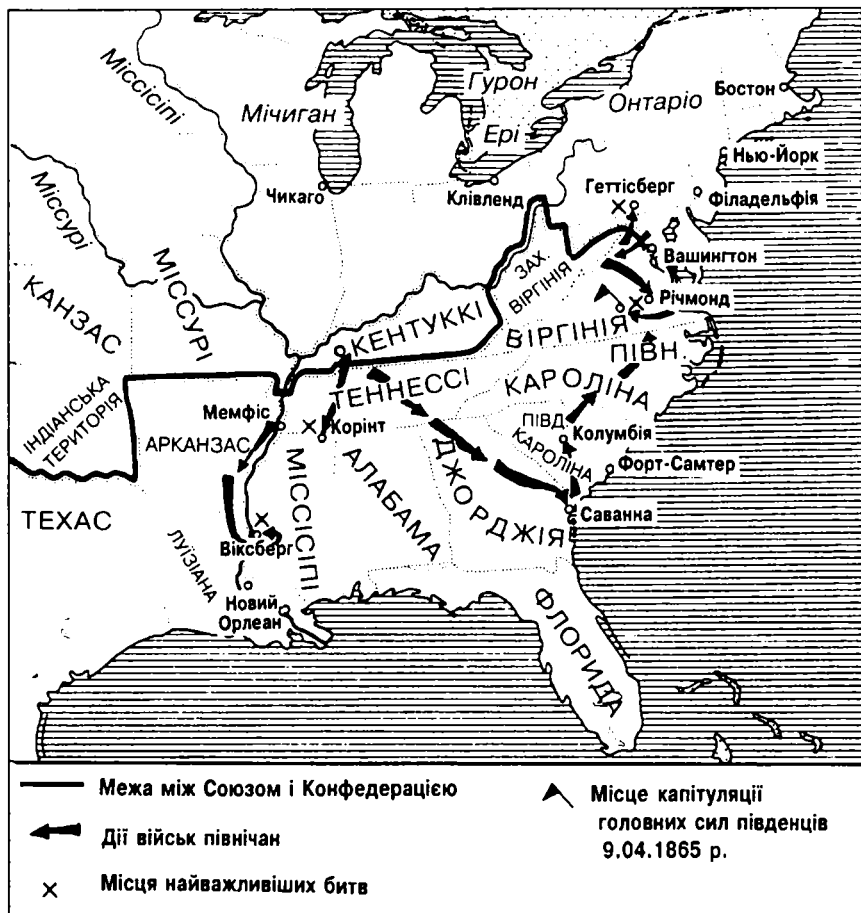 Міссісіпі
Мічиган
Гурон
Ері
Онтаріо
Бостон
Нью-Йорк
Чикаго
Клівленд
Геттісберг
Філадельфія
Міссурі
Вашингтон
КАНЗАС
МІССУРІ
ЗАХ.
ВІРГІНІЯ
Річмонд
КЕНТУККІ
ВІРГІНІЯ
ПІВН.
КАРОЛІНА
ІНДІАНСЬКА
ТЕРИТОРІЯ
ТЕННЕССІ
Мемфіс
АРКАНЗАС
Корінт
ПІВД
КАРОЛІНА
Колумбія
Форт-Самтер
ТЕХАС
МІССІСІПІ
АЛАБАМА
ДЖОРДЖІЯ
Саванна
Віксберг
ЛУЇЗІАНА
Новий
Орлеан
ФЛОРИДА
Межа між Союзом і Конфедерацією
Дії військ північан
Місця найважливіших битв
Місце капітуляції
головних сил південців
9.04.1865 р.